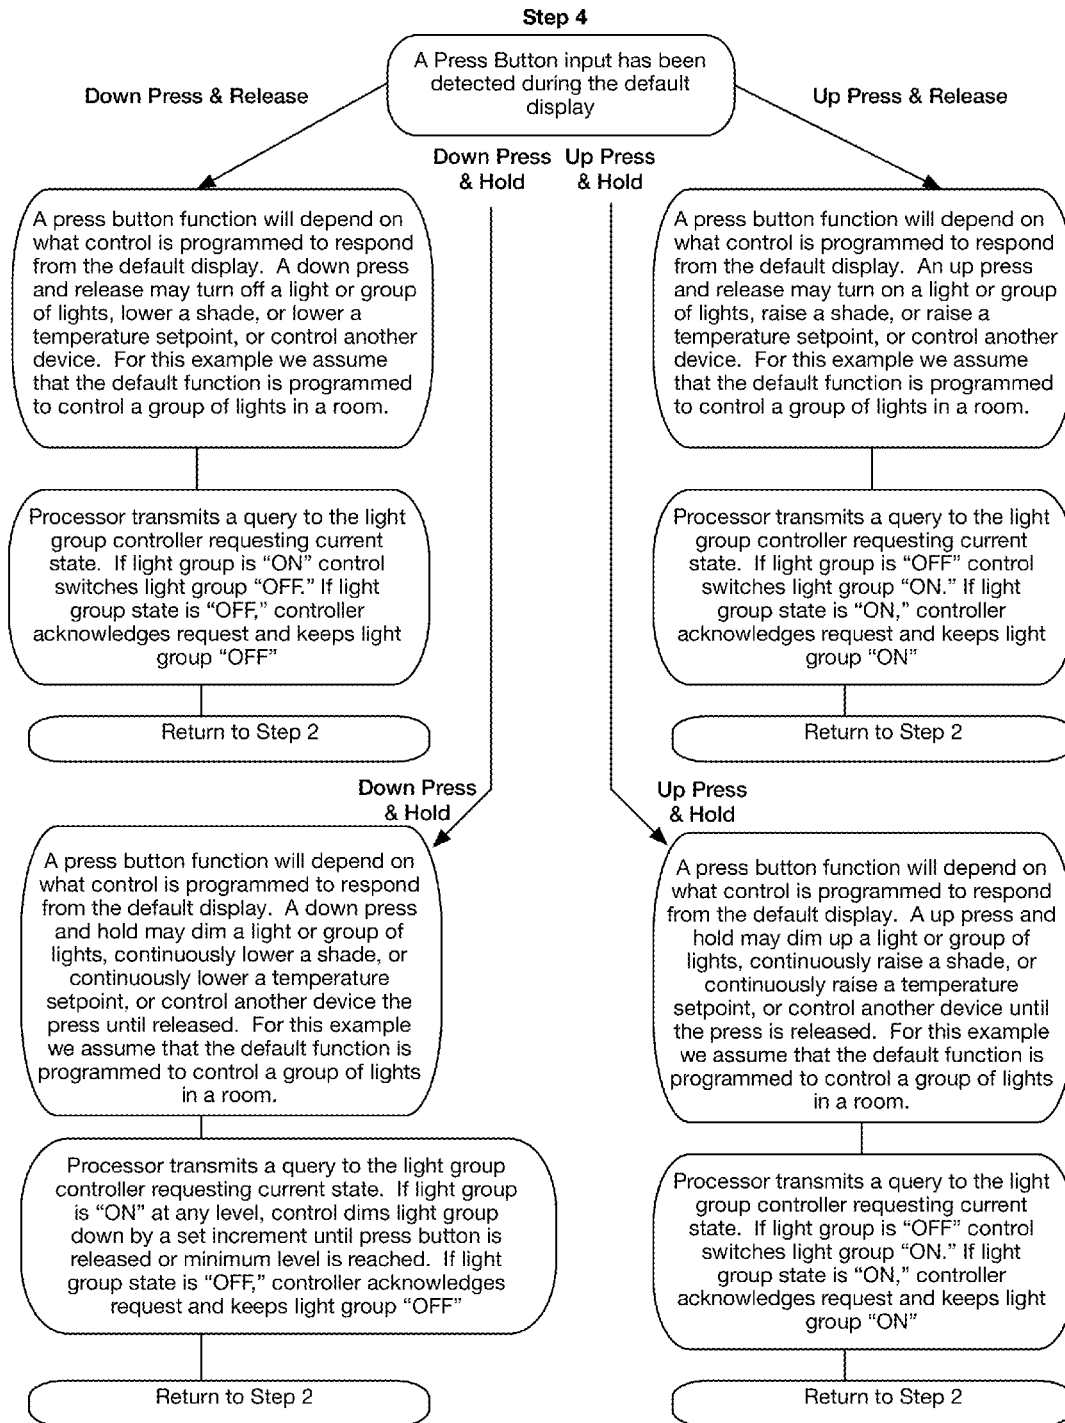 Step 4
A Press Button input has been
detected during the default
display
Down Press & Release
Up Press & Release
Down Press
& Hold
Up Press
& Hold
A press button function will depend on
what control is programmed to respond
from the default display.  A down press
and release may turn off a light or group
of lights, lower a shade, or lower a
temperature setpoint, or control another
device.  For this example we assume
that the default function is programmed
to control a group of lights in a room.
A press button function will depend on
what control is programmed to respond
from the default display.  An up press
and release may turn on a light or group
of lights, raise a shade, or raise a
temperature setpoint, or control another
device.  For this example we assume
that the default function is programmed
to control a group of lights in a room.
Processor transmits a query to the light
group controller requesting current
state.  If light group is “ON” control
switches light group “OFF.” If light
group state is “OFF,” controller
acknowledges request and keeps light
group “OFF”
Processor transmits a query to the light
group controller requesting current
state.  If light group is “OFF” control
switches light group “ON.” If light
group state is “ON,” controller
acknowledges request and keeps light
group “ON”
Return to Step 2
Return to Step 2
Down Press
& Hold
Up Press
& Hold
A press button function will depend on
what control is programmed to respond
from the default display.  A down press
and hold may dim a light or group of
lights, continuously lower a shade, or
continuously lower a temperature
setpoint, or control another device the
press until released.  For this example
we assume that the default function is
programmed to control a group of lights
in a room.
A press button function will depend on
what control is programmed to respond
from the default display.  A up press and
hold may dim up a light or group of
lights, continuously raise a shade, or
continuously raise a temperature
setpoint, or control another device until
the press is released.  For this example
we assume that the default function is
programmed to control a group of lights
in a room.
Processor transmits a query to the light group
controller requesting current state.  If light group
is “ON” at any level, control dims light group
down by a set increment until press button is
released or minimum level is reached.  If light
group state is “OFF,” controller acknowledges
request and keeps light group “OFF”
Processor transmits a query to the light
group controller requesting current
state.  If light group is “OFF” control
switches light group “ON.” If light
group state is “ON,” controller
acknowledges request and keeps light
group “ON”
Return to Step 2
Return to Step 2